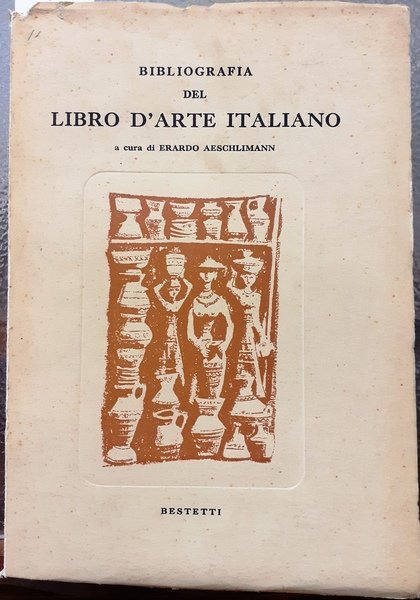 BIBLIOGRAFIA
DEL
LIBRO D'ARTE ITALIANO
a cura di ERARDO AESCHLIMANN
BESTETTI